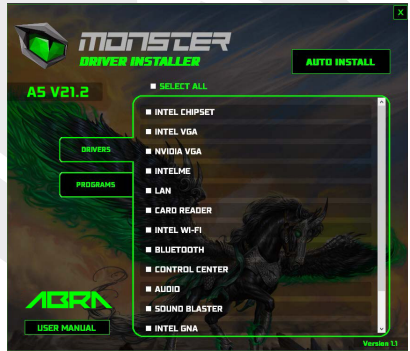 X
MONSTER
DRIVER INSTALLER
AUTO INSTALL
A5 V21.2
SELECT ALL
DRIVERS
PROGRAMS
INTEL CHIPSET
INTEL VGA
NVIDIA VGA
INTELME
LAN
CARD READER
INTEL WI-FI
BLUETOOTH
CONTROL CENTER
AUDIO
SOUND BLASTER
INTEL GNA
ABRA
USER MANUAL
Version 1.1